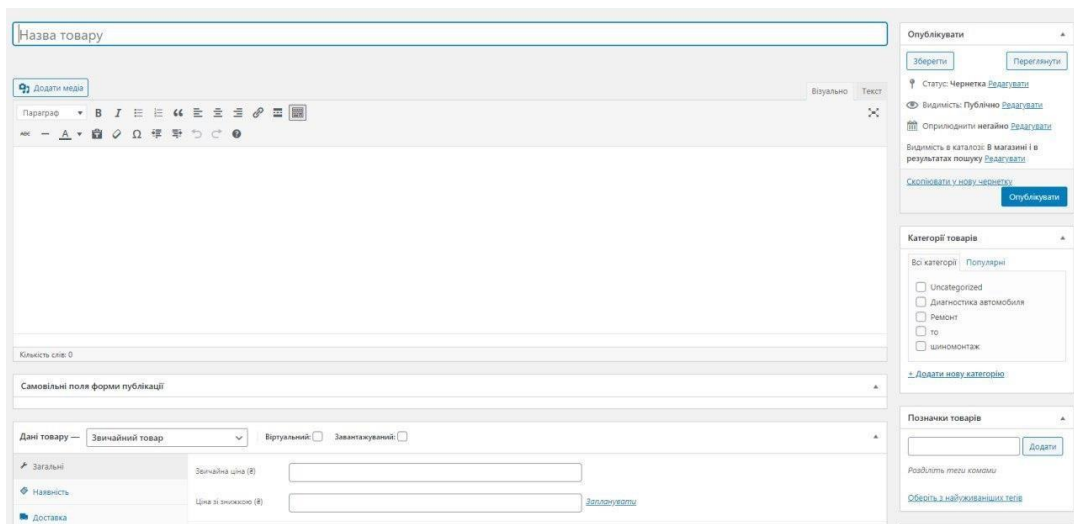 Назва товару
Додати медіа
Візуально Текст
Параграф
B I
ABC A Ω
Кількість слів: 0
Самовільні поля форми публікації
Дані товару — Звичайний товар Віртуальний: Завантажуваний:
Загальні
Наявність
Доставка
Звичайна ціна (₴)
Ціна зі знижкою (₴) Запланувати
Опублікувати
Зберегти Переглянути
Статус: Чернетка Редагувати
Видимість: Публічно Редагувати
Оприлюднити негайно Редагувати
Видимість в каталозі: В магазині і в
результатах пошуку Редагувати
Скопіювати у нову чернетку
Опублікувати
Категорії товарів
Всі категорії Популярні
Uncategorized
Диагностика автомобиля
Ремонт
то
шиномонтаж
+ Додати нову категорію
Позначки товарів
Додати
Розділіть теги комами
Оберіть з найуживаніших тегів